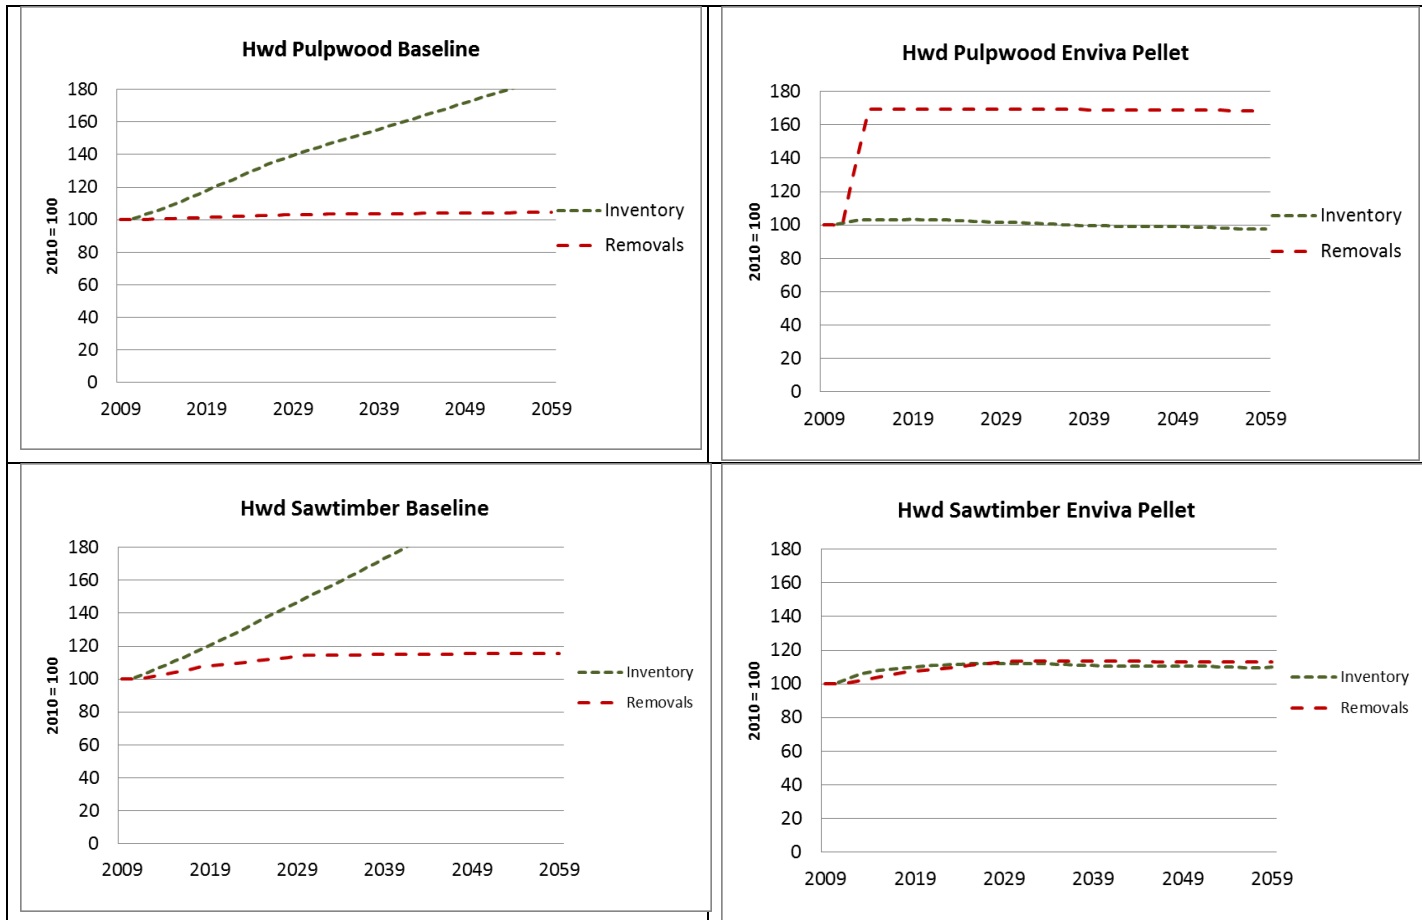 Hwd Pulpwood Baseline
180
160
140
120
100
80
60
40
20
0
2010 = 100
2009 2019 2029 2039 2049 2059
Inventory
Removals
Hwd Pulpwood Enviva Pellet
180
160
140
120
100
80
60
40
20
0
2010 = 100
2009 2019 2029 2039 2049 2059
Inventory
Removals
Hwd Sawtimber Baseline
180
160
140
120
100
80
60
40
20
0
2010 = 100
2009 2019 2029 2039 2049 2059
Inventory
Removals
Hwd Sawtimber Enviva Pellet
180
160
140
120
100
80
60
40
20
0
2010 = 100
2009 2019 2029 2039 2049 2059
Inventory
Removals